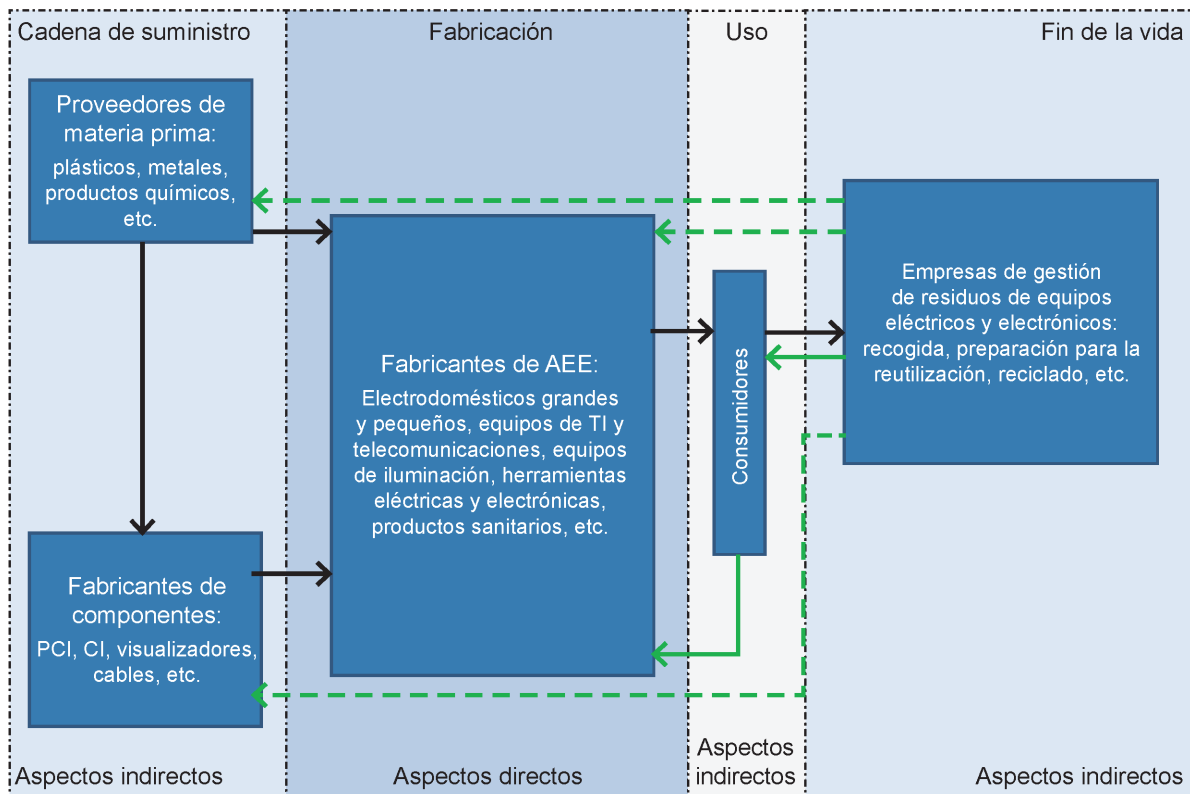 Cadena de suministro
Fabricación
Uso
Fin de la vida
Proveedores de
materia prima:
plásticos, metales,
productos químicos,
etc.
Fabricantes de AEE:
Electrodomésticos grandes
y pequeños, equipos de TI y
telecomunicaciones, equipos
de iluminación, herramientas
eléctricas y electrónicas,
productos sanitarios, etc.
Consumidores
Empresas de gestión
de residuos de equipos
eléctricos y electrónicos:
recogida, preparación para la
reutilización, reciclado, etc.
Fabricantes de
componentes:
PCI, CI, visualizadores,
cables, etc.
Aspectos indirectos
Aspectos directos
Aspectos
indirectos
Aspectos indirectos